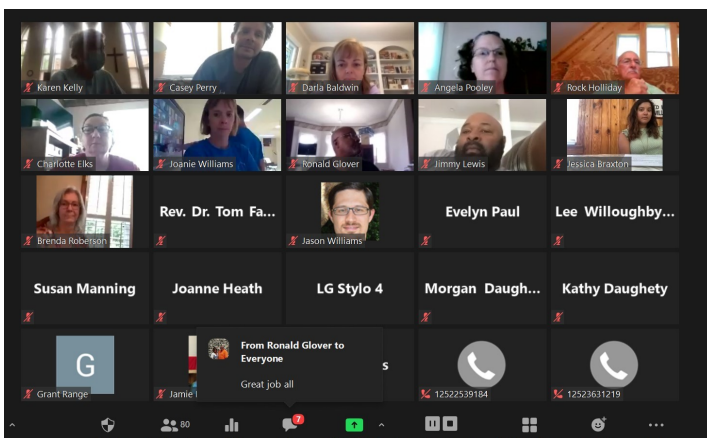 Karen Kelly
Casey Perry
Darla Baldwin
Angela Pooley
Rock Holliday
Charlotte Elks
Joanie Williams
Ronald Glover
Jimmy Lewis
Jessica Braxton
Brenda Roberson
Rev. Dr. Tom Fa...
Jason Williams
Evelyn Paul
Lee Willoughby...
Susan Manning
Joanne Heath
LG Stylo 4
Morgan Daugh...
Kathy Daughety
G
Grant Range
Jamie
From Ronald Glover to
Everyone
Great job all
s
12522539184
12523631219
80
7